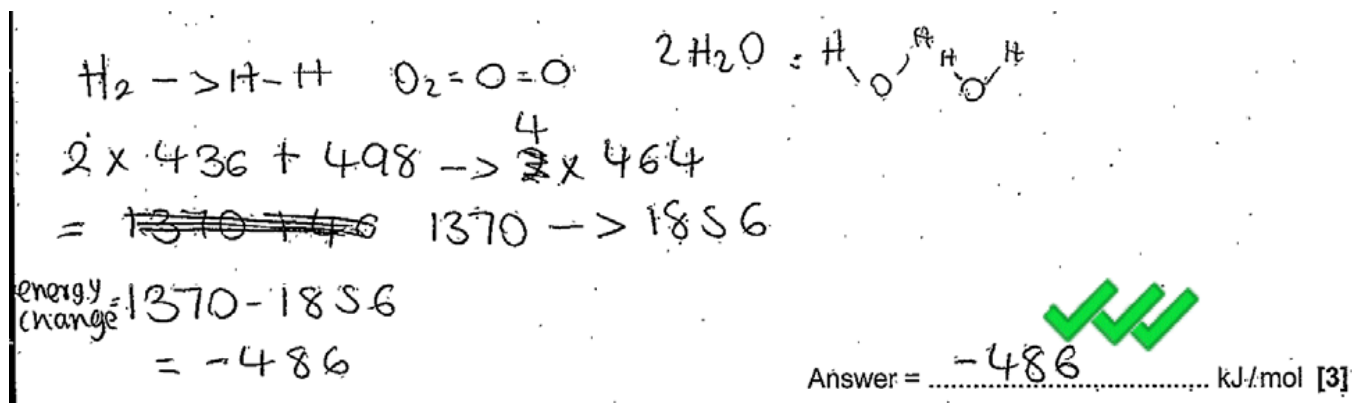 H₂ -> H-H O₂ = O=O 2H₂O : H O H H O H
2 x 436 + 498 -> 4 x 464
= 1370 -> 1856
energy change = 1370 - 1856
= -486
Answer = -486 kJ/mol [3]